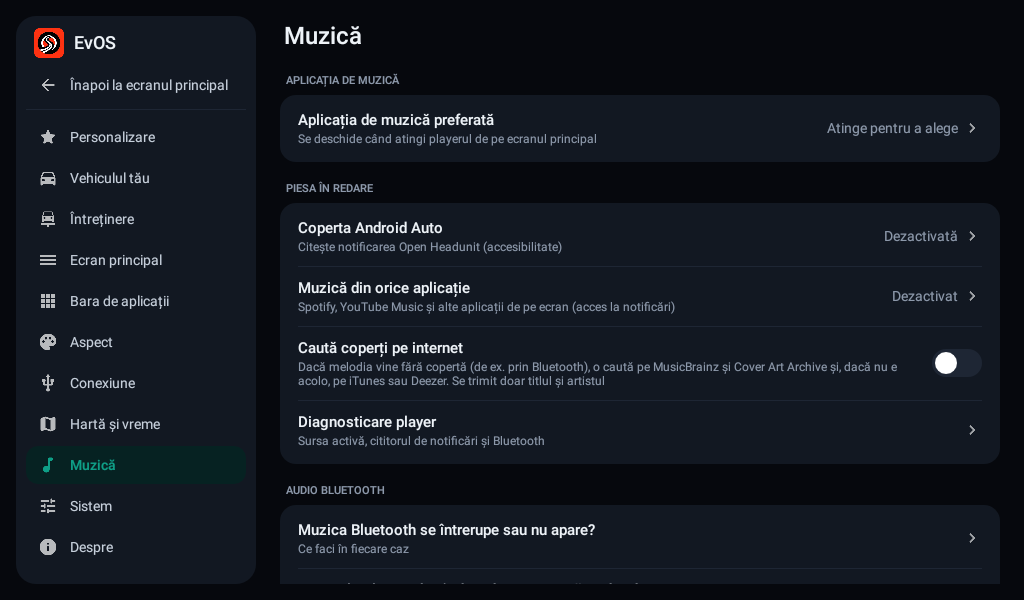 EvOS
Înapoi la ecranul principal
Personalizare
Vehiculul tău
Întreținere
Ecran principal
Bara de aplicații
Aspect
Conexiune
Hartă și vreme
Muzică
Sistem
Despre
Muzică
APLICAȚIA DE MUZICĂ
Aplicația de muzică preferată
Se deschide când atingi playerul de pe ecranul principal
Atinge pentru a alege
PIESA ÎN REDARE
Coperta Android Auto
Citește notificarea Open Headunit (accesibilitate)
Dezactivată
Muzică din orice aplicație
Spotify, YouTube Music și alte aplicații de pe ecran (acces la notificări)
Dezactivat
Caută coperți pe internet
Dacă melodia vine fără copertă (de ex. prin Bluetooth), o caută pe MusicBrainz și Cover Art Archive și, dacă nu e
acolo, pe iTunes sau Deezer. Se trimit doar titlul și artistul
Diagnosticare player
Sursa activă, cititorul de notificări și Bluetooth
AUDIO BLUETOOTH
Muzica Bluetooth se întrerupe sau nu apare?
Ce faci în fiecare caz